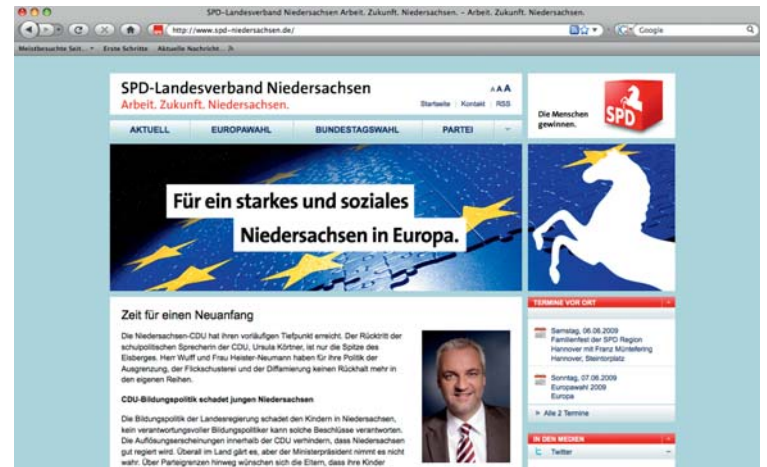 SPD-Landesverband Niedersachsen Arbeit. Zukunft. Niedersachsen. – Arbeit. Zukunft. Niedersachsen.
http://www.spd-niedersachsen.de/
Google
Meistbesuchte Seit...
Erste Schritte
Aktuelle Nachricht...
SPD-Landesverband Niedersachsen
A A A
Arbeit. Zukunft. Niedersachsen.
Startseite | Kontakt | RSS
Die Menschen
gewinnen.
SPD
AKTUELL
EUROPAWAHL
BUNDESTAGSWAHL
PARTEI
Für ein starkes und soziales
Niedersachsen in Europa.
Zeit für einen Neuanfang
Die Niedersachsen-CDU hat ihren vorläufigen Tiefpunkt erreicht. Der Rücktritt der
schulpolitischen Sprecherin der CDU, Ursula Körtner, ist nur die Spitze des
Eisberges. Herr Wulff und Frau Heister-Neumann haben für ihre Politik der
Ausgrenzung, der Flickschusterei und der Diffamierung keinen Rückhalt mehr in
den eigenen Reihen.
CDU-Bildungspolitik schadet jungen Niedersachsen
Die Bildungspolitik der Landesregierung schadet den Kindern in Niedersachsen,
kein verantwortungsvoller Bildungspolitiker kann solche Beschlüsse verantworten.
Die Auflösungserscheinungen innerhalb der CDU verhindern, dass Niedersachsen
gut regiert wird. Überall im Land gärt es, aber der Ministerpräsident nimmt es nicht
wahr. Über Parteigrenzen hinweg wünschen sich die Eltern, dass ihre Kinder
TERMINE VOR ORT
Samstag, 06.06.2009
Familienfest der SPD Region
Hannover mit Franz Müntefering
Hannover, Steintorplatz
Sonntag, 07.06.2009
Europawahl 2009
Europa
» Alle 2 Termine
IN DEN MEDIEN
Twitter